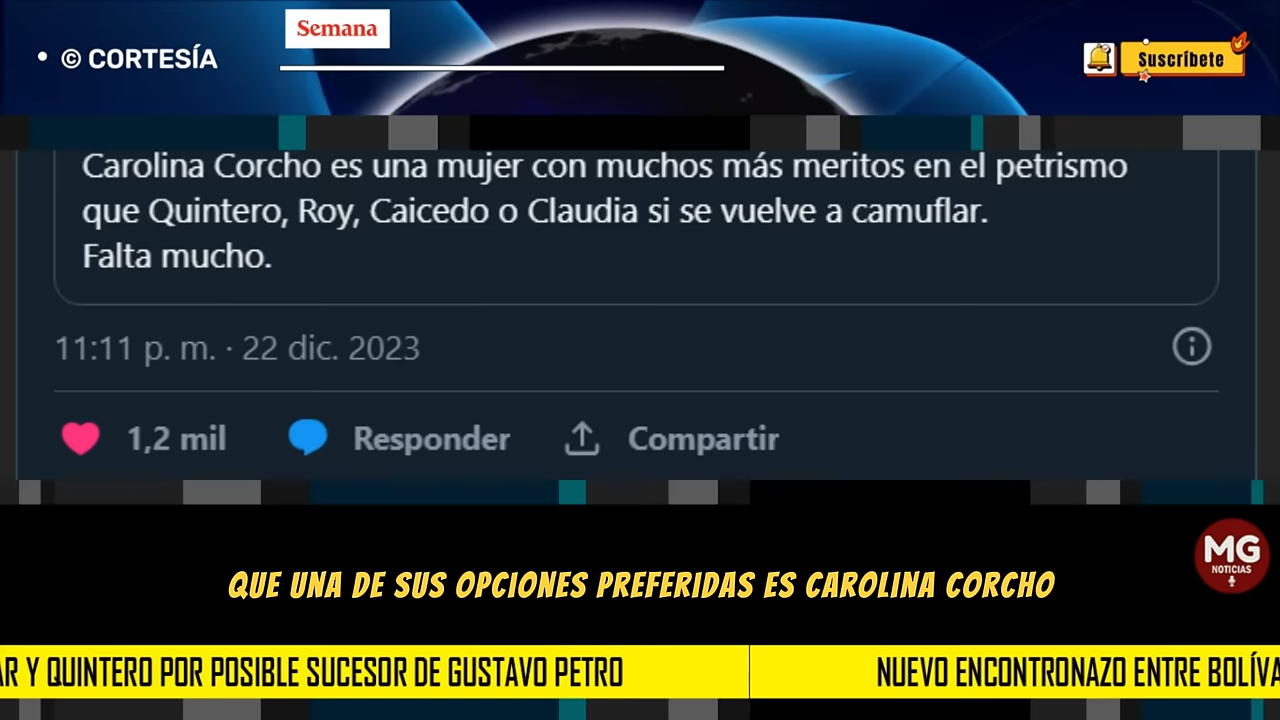 Semana
• © CORTESÍA
Suscríbete
Carolina Corcho es una mujer con muchos más meritos en el petrismo
que Quintero, Roy, Caicedo o Claudia si se vuelve a camuflar.
Falta mucho.
11:11 p. m. · 22 dic. 2023
1,2 mil Responder Compartir
MG
NOTICIAS
QUE UNA DE SUS OPCIONES PREFERIDAS ES CAROLINA CORCHO
AR Y QUINTERO POR POSIBLE SUCESOR DE GUSTAVO PETRO NUEVO ENCONTRONAZO ENTRE BOLÍVA